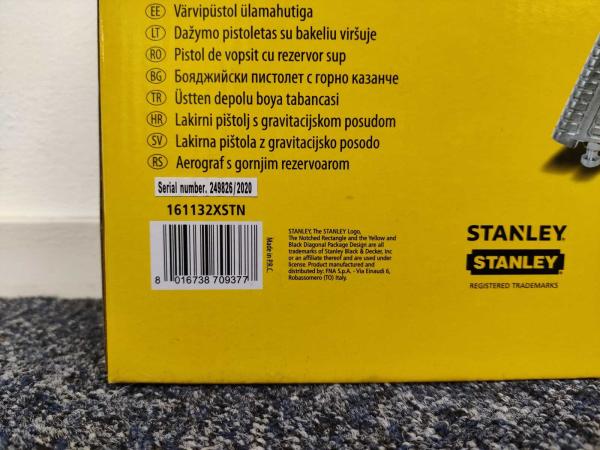 EE Värvipüstol ülamahutiga
LT Dažymo pistoletas su bakeliu viršuje
RO Pistol de vopsit cu rezervor sup
BG Бояджийски пистолет с горно казанче
TR Üstten depolu boya tabancasi
HR Lakirni pištolj s gravitacijskom posudom
SV Lakirna pištola z gravitacijsko posodo
RS Aerograf s gornjim rezervoarom
Serial number. 249826/2020
161132XSTN
8 016738 709377
Made in P.R.C.
STANLEY, The STANLEY Logo,
The Notched Rectangle and the Yellow and
Black Diagonal Package Design are all
trademarks of Stanley Black & Decker, Inc
or an affiliate thereof and are used under
license. Product manufactured and
distributed by: FNA S.p.A. - Via Einaudi 6,
Robassomero (TO) Italy.
STANLEY
STANLEY
REGISTERED TRADEMARKS